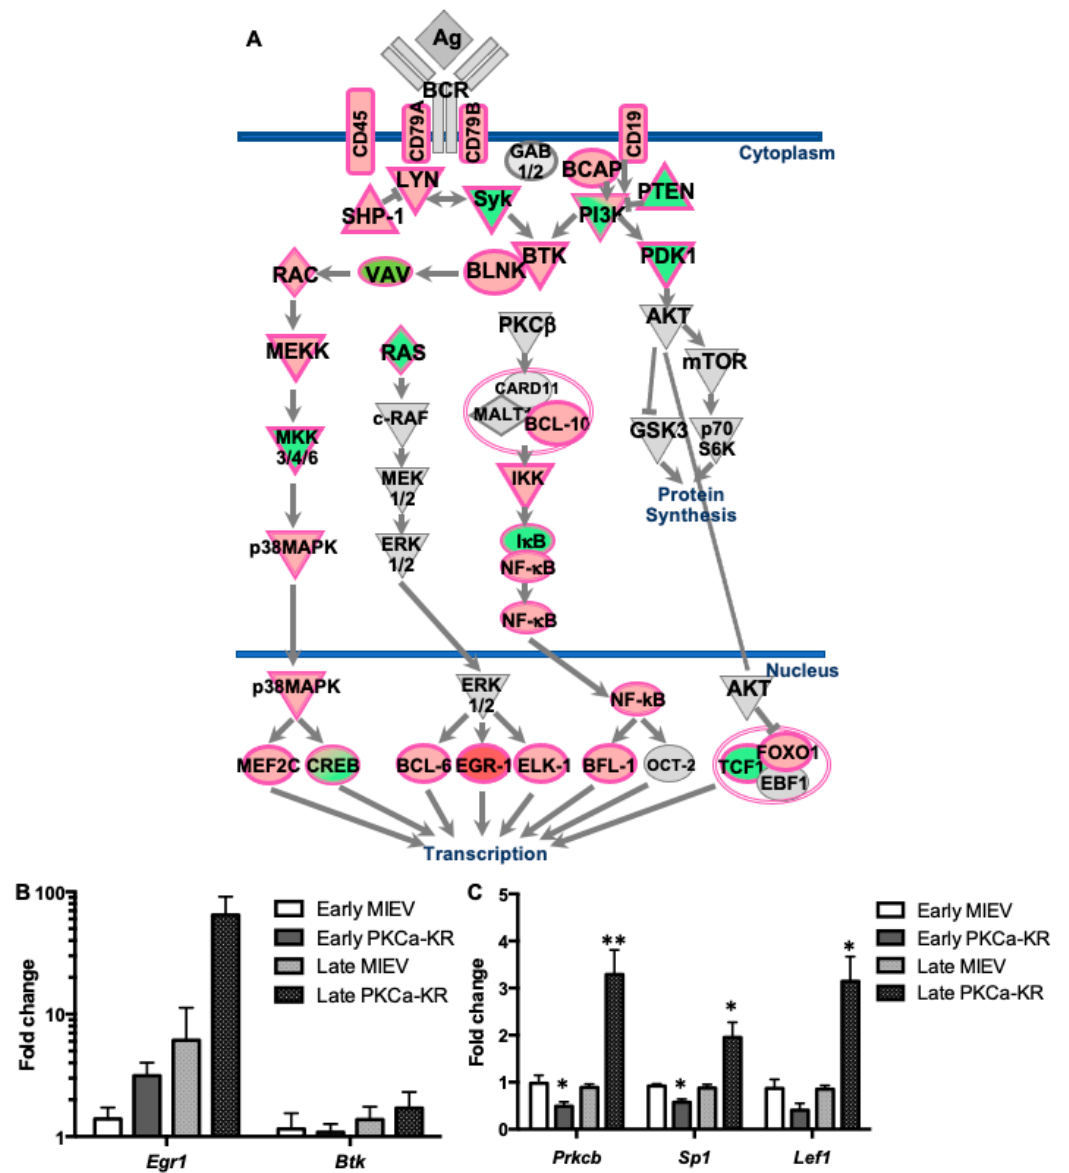 A
Ag
BCR
CD45
CD79A
CD79B
CD19
Cytoplasm
GAB
1/2
BCAP
LYN
PTEN
Syk
SHP-1
PI3K
BTK
PDK1
RAC
VAV
BLNK
PKCβ
AKT
MEKK
RAS
mTOR
CARD11
MALT1
BCL-10
c-RAF
GSK3
p70
S6K
MKK
3/4/6
MEK
1/2
IKK
Protein
Synthesis
p38MAPK
ERK
1/2
IκB
NF-κB
NF-κB
Nucleus
p38MAPK
ERK
1/2
NF-kB
AKT
MEF2C
CREB
BCL-6
EGR-1
ELK-1
BFL-1
OCT-2
TCF1
FOXO1
EBF1
Transcription
B
100
10
1
Fold change
Egr1
Btk
Early MIEV
Early PKCa-KR
Late MIEV
Late PKCa-KR
C
5
4
3
2
1
0
Fold change
*
**
*
*
*
Prkcb
Sp1
Lef1
Early MIEV
Early PKCa-KR
Late MIEV
Late PKCa-KR